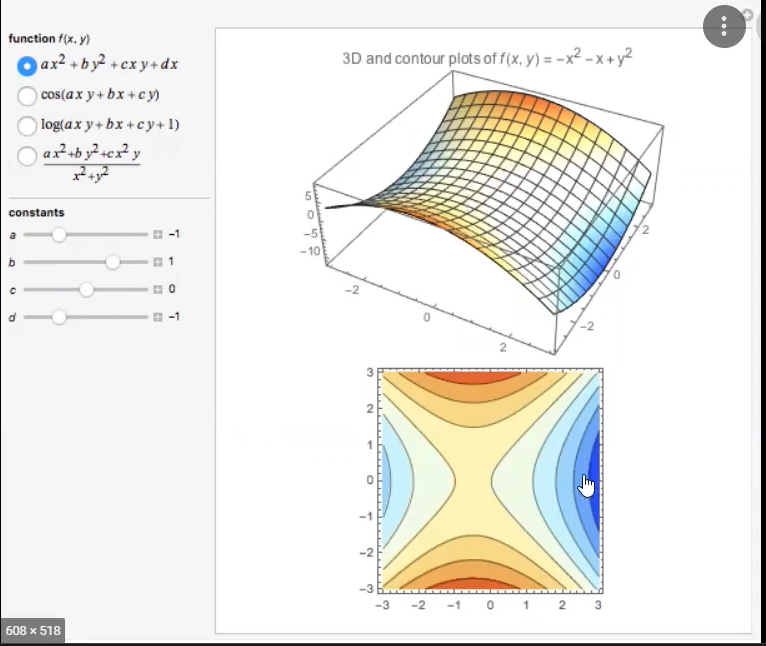 function f(x, y)
ax² + by² + cxy + dx
cos(axy + bx + cy)
log(axy + bx + cy + 1)
ax²+by²+cx²y
x²+y²
constants
a -1
b 1
c 0
d -1
3D and contour plots of f(x, y) = -x² - x + y²
5
0
-5
-10
-2
0
2
2
0
-2
3
2
1
0
-1
-2
-3
-3 -2 -1 0 1 2 3
608 × 518